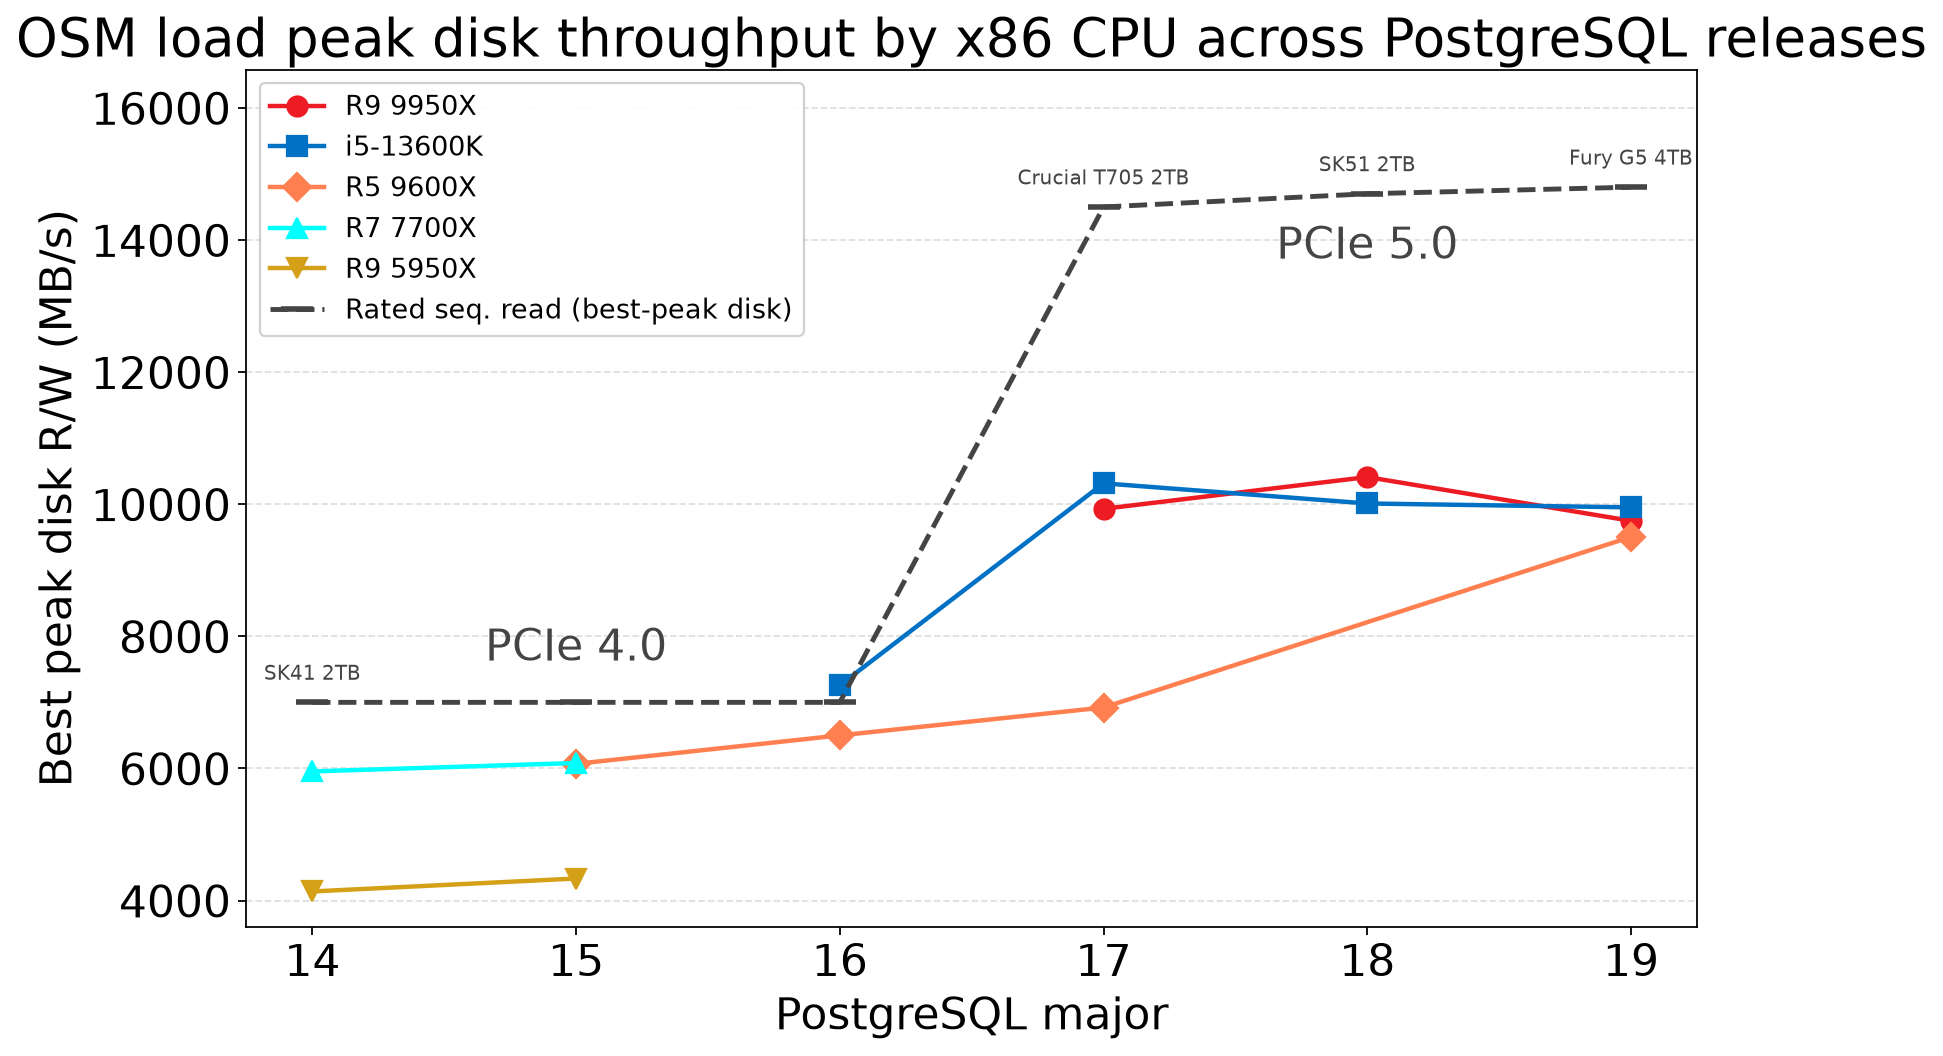 OSM load peak disk throughput by x86 CPU across PostgreSQL releases
Best peak disk R/W (MB/s)
16000
14000
12000
10000
8000
6000
4000
R9 9950X
i5-13600K
R5 9600X
R7 7700X
R9 5950X
Rated seq. read (best-peak disk)
Crucial T705 2TB
SK51 2TB
Fury G5 4TB
PCIe 5.0
PCIe 4.0
SK41 2TB
14
15
16
17
18
19
PostgreSQL major